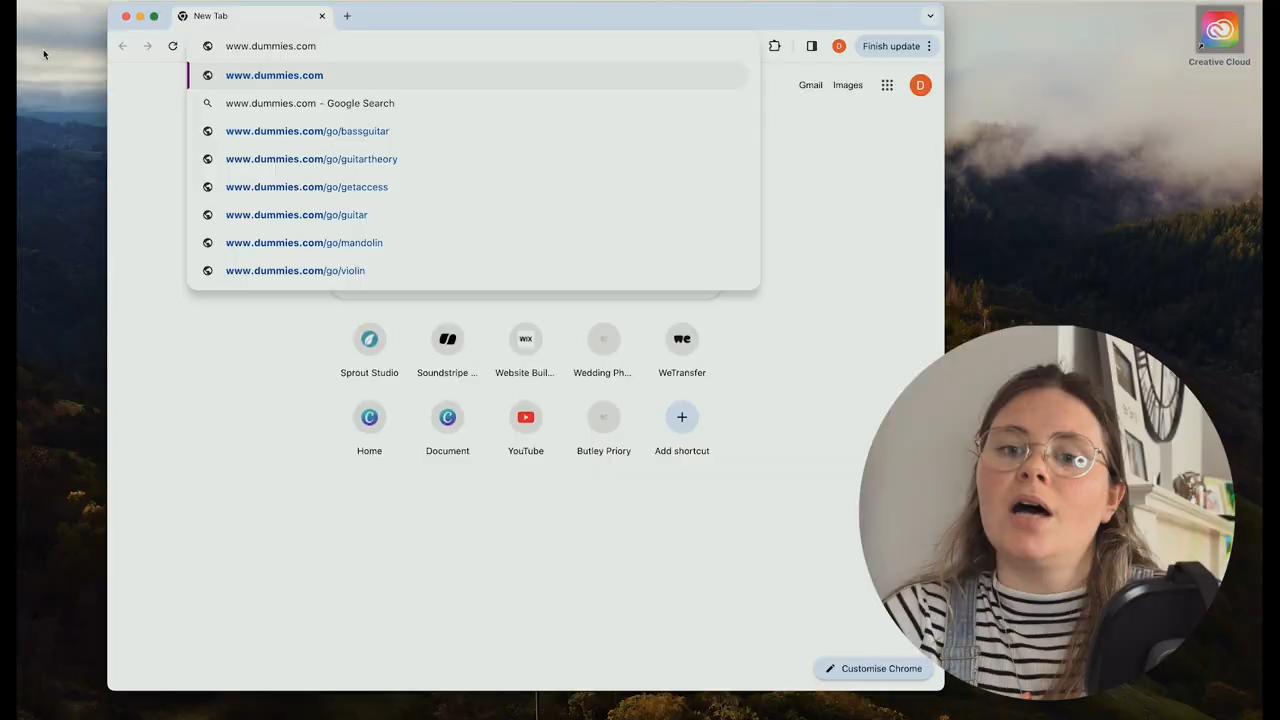 New Tab
www.dummies.com
Finish update
www.dummies.com
www.dummies.com - Google Search
www.dummies.com/go/bassguitar
www.dummies.com/go/guitartheory
www.dummies.com/go/getaccess
www.dummies.com/go/guitar
www.dummies.com/go/mandolin
www.dummies.com/go/violin
Gmail Images D
Creative Cloud
WIX
we
Sprout Studio Soundstripe ... Website Buil... Wedding Ph... WeTransfer
Home Document YouTube Butley Priory Add shortcut
Customise Chrome